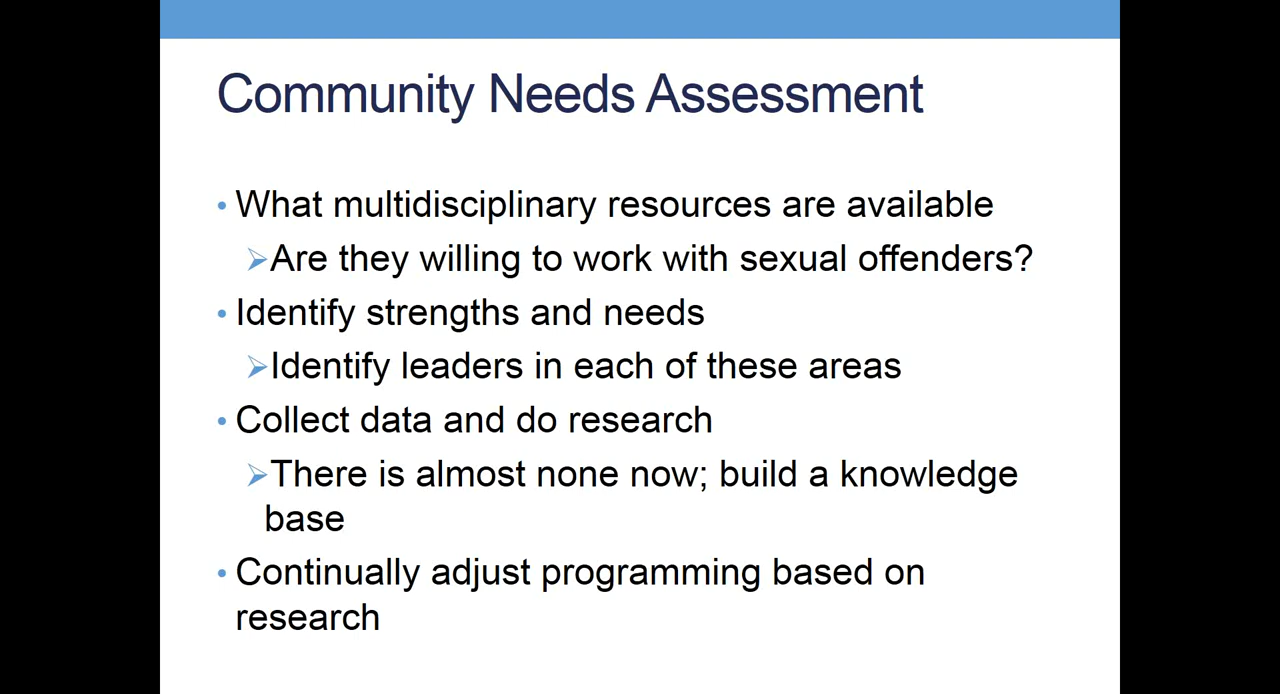 Community Needs Assessment
• What multidisciplinary resources are available
➢Are they willing to work with sexual offenders?
• Identify strengths and needs
➢Identify leaders in each of these areas
• Collect data and do research
➢There is almost none now; build a knowledge
base
• Continually adjust programming based on
research